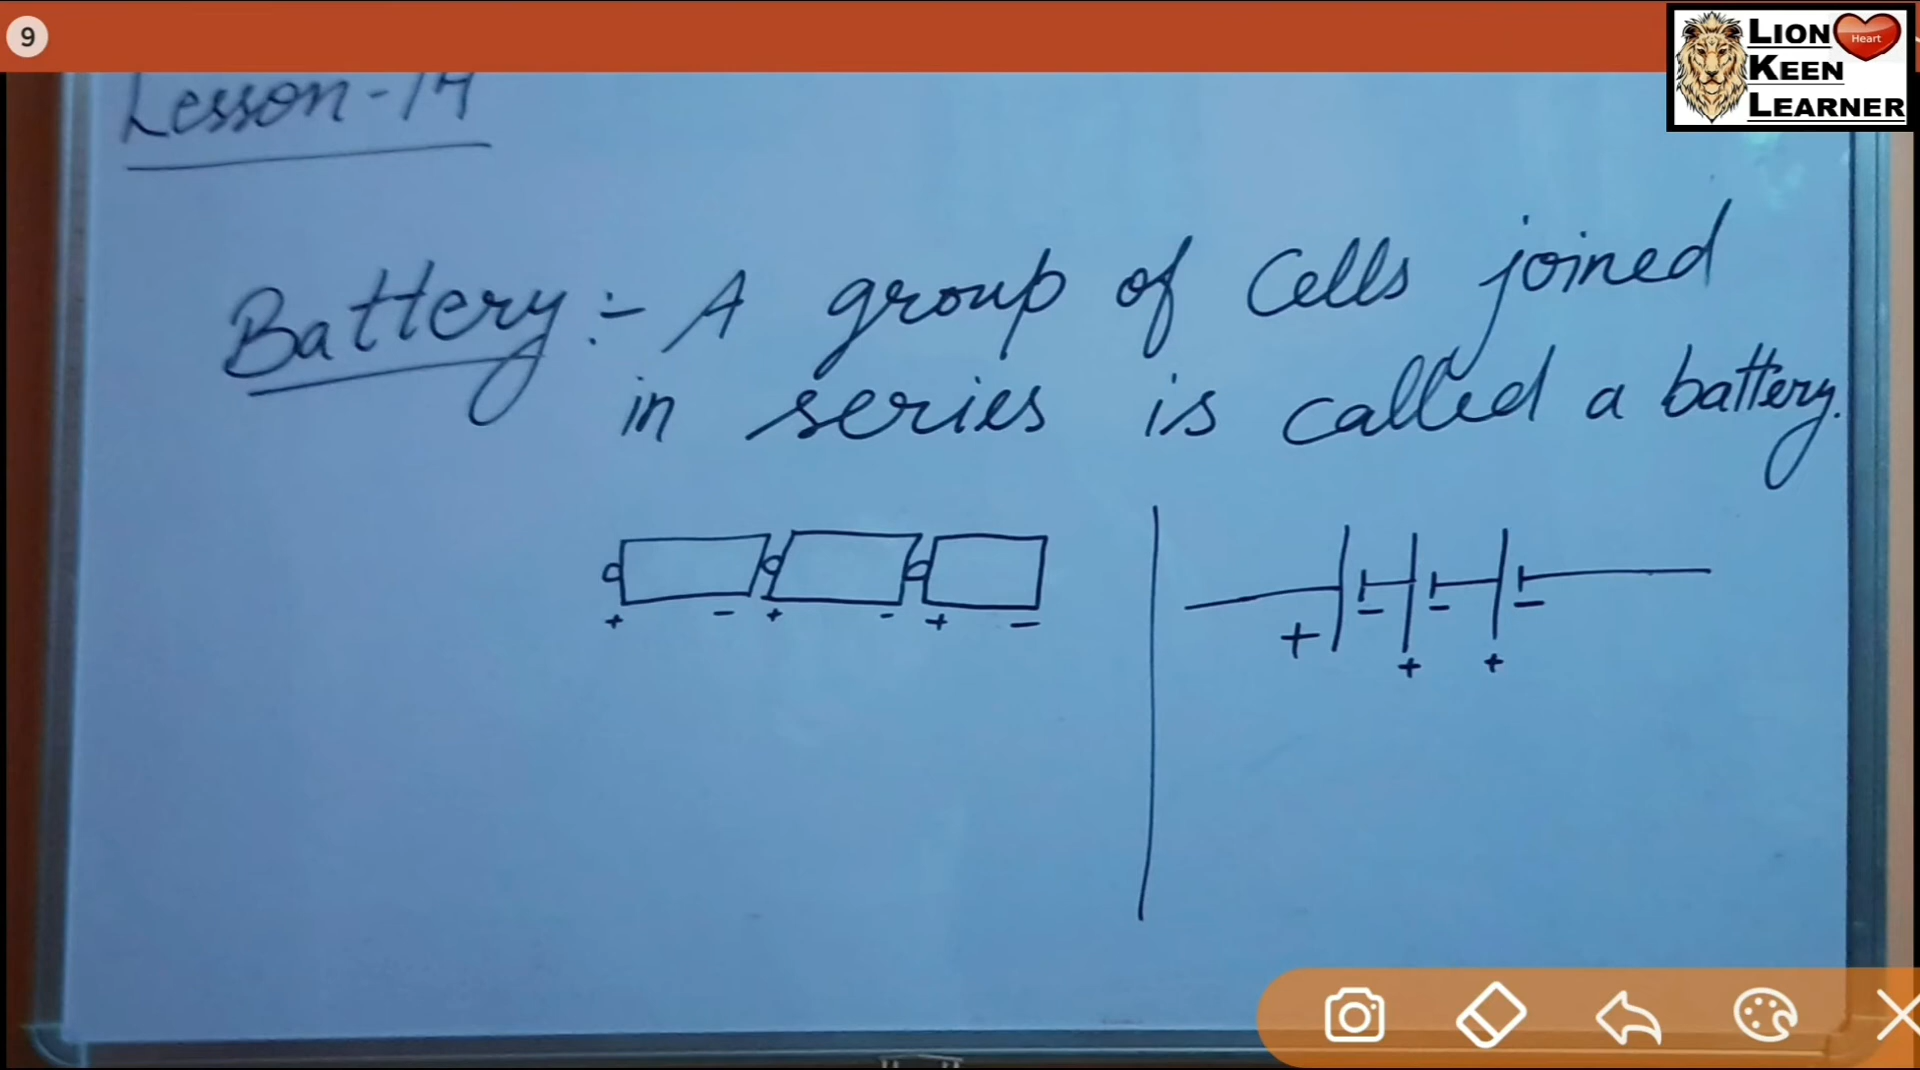 9
LION Heart
KEEN
LEARNER
Lesson-14
Battery:- A group of Cells joined
in series is called a battery.
+ - + - + -
+ - - -
+ +